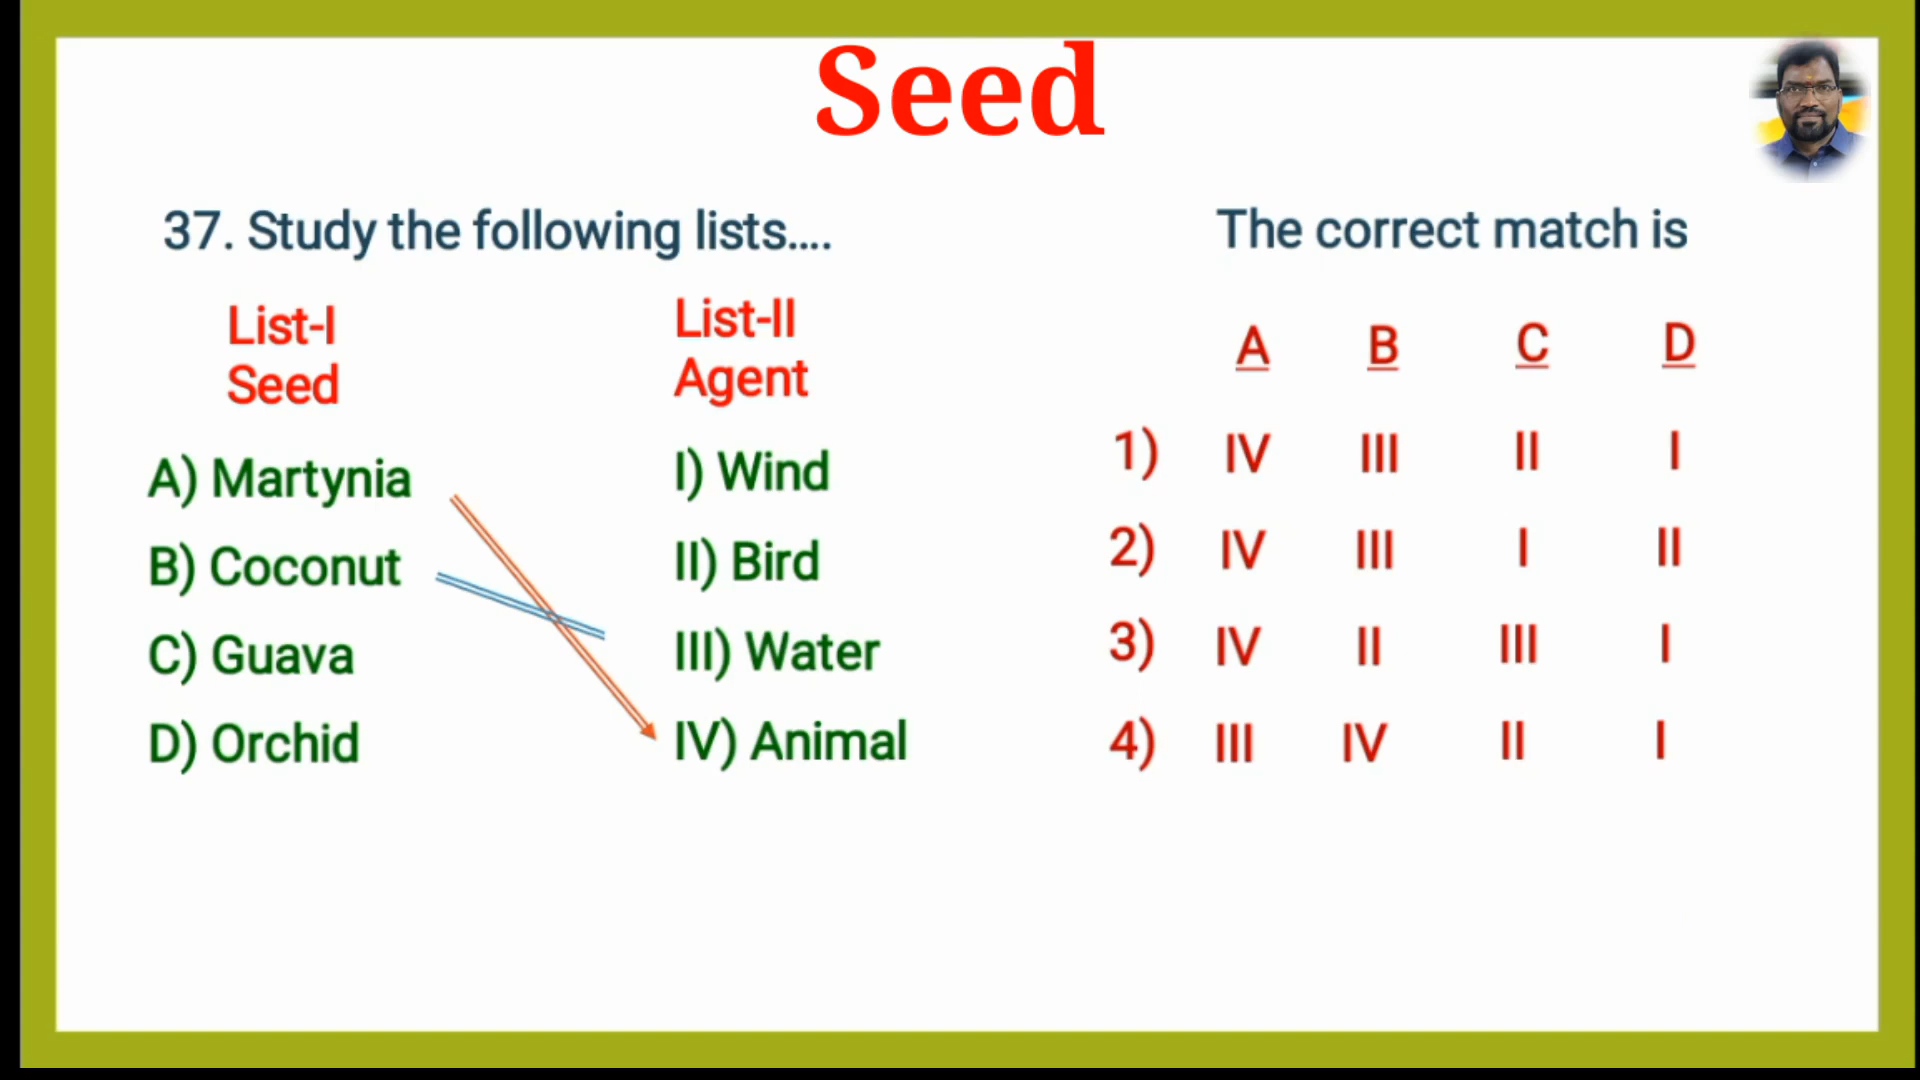 Seed
37. Study the following lists....
List-I
Seed
List-II
Agent
A) Martynia
I) Wind
B) Coconut
II) Bird
C) Guava
III) Water
D) Orchid
IV) Animal
The correct match is
A B C D
1) IV III II I
2) IV III I II
3) IV II III I
4) III IV II I